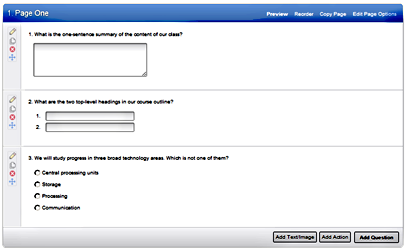 1. Page One
Preview Reorder Copy Page Edit Page Options
1. What is the one-sentence summary of the content of our class?
2. What are the two top-level headings in our course outline?
1.
2.
3. We will study progress in three broad technology areas. Which is not one of them?
Central processing units
Storage
Processing
Communication
Add Text/Image Add Action Add Question